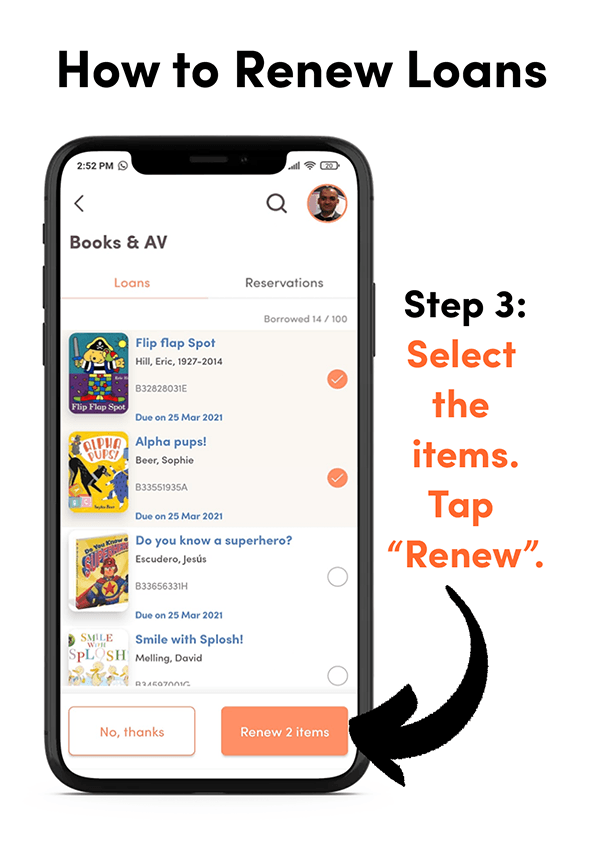 How to Renew Loans
2:52 PM
20
Books & AV
Loans
Reservations
Borrowed 14 / 100
Flip flap Spot
Hill, Eric, 1927-2014
B32828031E
Due on 25 Mar 2021
Flip Flap Spot
Alpha pups!
Beer, Sophie
B33551935A
Due on 25 Mar 2021
ALPHA
PUPS!
Sophie Beer
Do you know a superhero?
Escudero, Jesús
B33656331H
Due on 25 Mar 2021
Do You Know a
SUPERHERO
Smile with Splosh!
Melling, David
B34597001G
SMILE
WITH
SPLOSH
No, thanks
Renew 2 items
Step 3:
Select
the
items.
Tap
“Renew”.